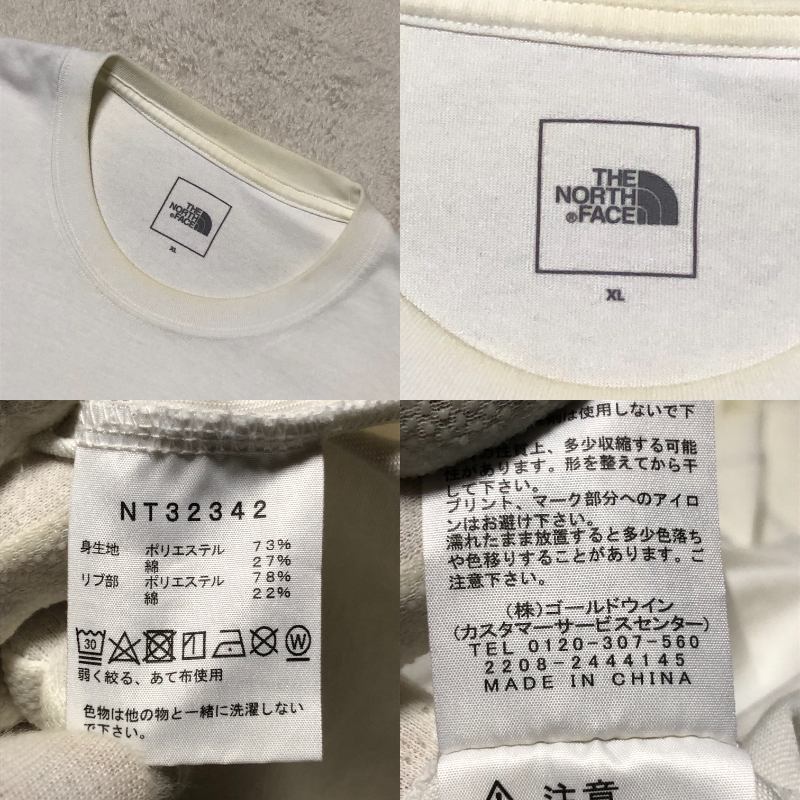 THE
NORTH
®FACE
XL
THE
NORTH
®FACE
XL
NT32342
身生地 ポリエステル 73%
綿 27%
リブ部 ポリエステル 78%
綿 22%
30
W
弱く絞る、あて布使用
色物は他の物と一緒に洗濯しない
で下さい。
は使用しないで下
性質上、多少収縮する可能
性があります。形を整えてから干
して下さい。
プリント、マーク部分へのアイロ
ンはお避け下さい。
濡れたまま放置すると多少色落ち
や色移りすることがあります。ご
注意下さい。
(株)ゴールドウイン
(カスタマーサービスセンター)
TEL 0120-307-560
2208-2444145
MADE IN CHINA
注意